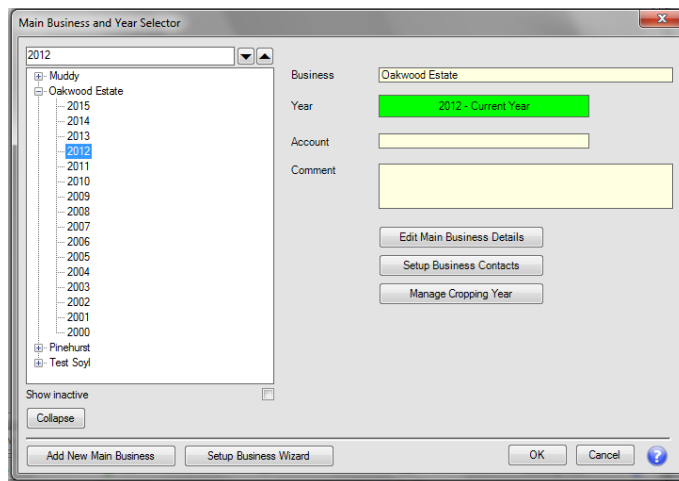 Main Business and Year Selector
x
2012
Muddy
Oakwood Estate
2015
2014
2013
2012
2011
2010
2009
2008
2007
2006
2005
2004
2003
2002
2001
2000
Pinehurst
Test Soyl
Show inactive
Collapse
Business
Oakwood Estate
Year
2012 - Current Year
Account
Comment
Edit Main Business Details
Setup Business Contacts
Manage Cropping Year
Add New Main Business
Setup Business Wizard
OK
Cancel
?